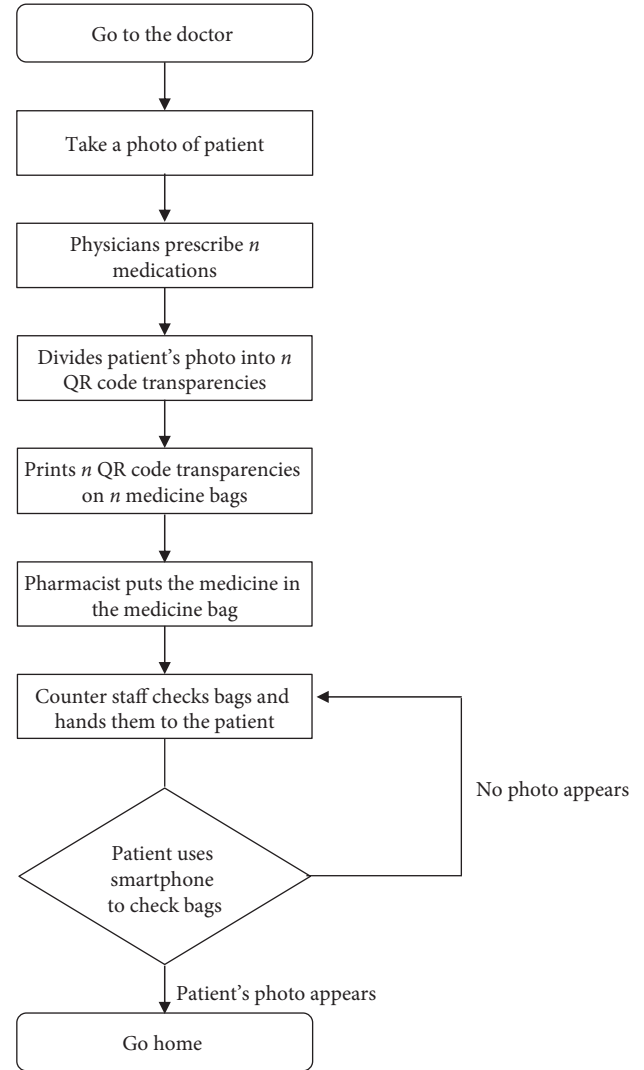 Go to the doctor
Take a photo of patient
Physicians prescribe n
medications
Divides patient's photo into n
QR code transparencies
Prints n QR code transparencies
on n medicine bags
Pharmacist puts the medicine in
the medicine bag
Counter staff checks bags and
hands them to the patient
No photo appears
Patient uses
smartphone
to check bags
Patient's photo appears
Go home